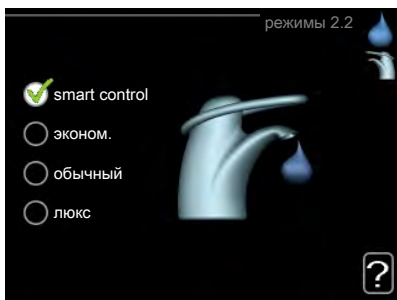 режимы 2.2
smart control
эконом.
обычный
люкс
?